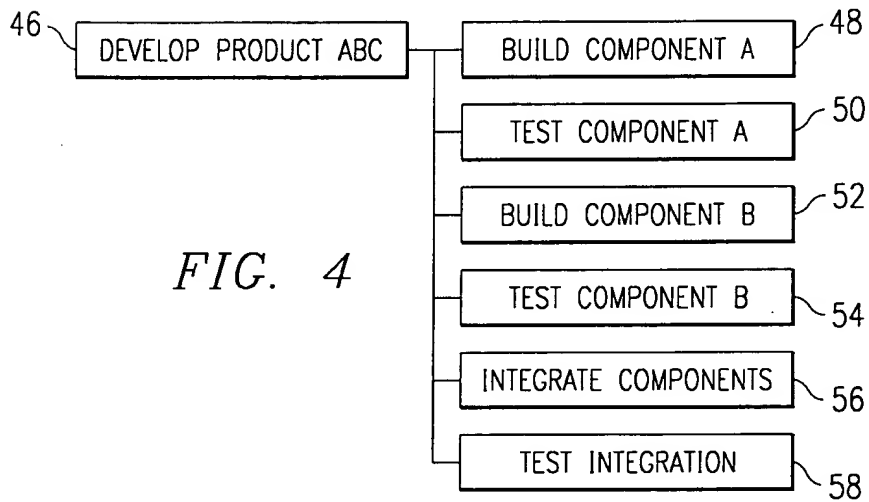 46
DEVELOP PRODUCT ABC
BUILD COMPONENT A
48
TEST COMPONENT A
50
BUILD COMPONENT B
52
TEST COMPONENT B
54
INTEGRATE COMPONENTS
56
TEST INTEGRATION
58
FIG. 4